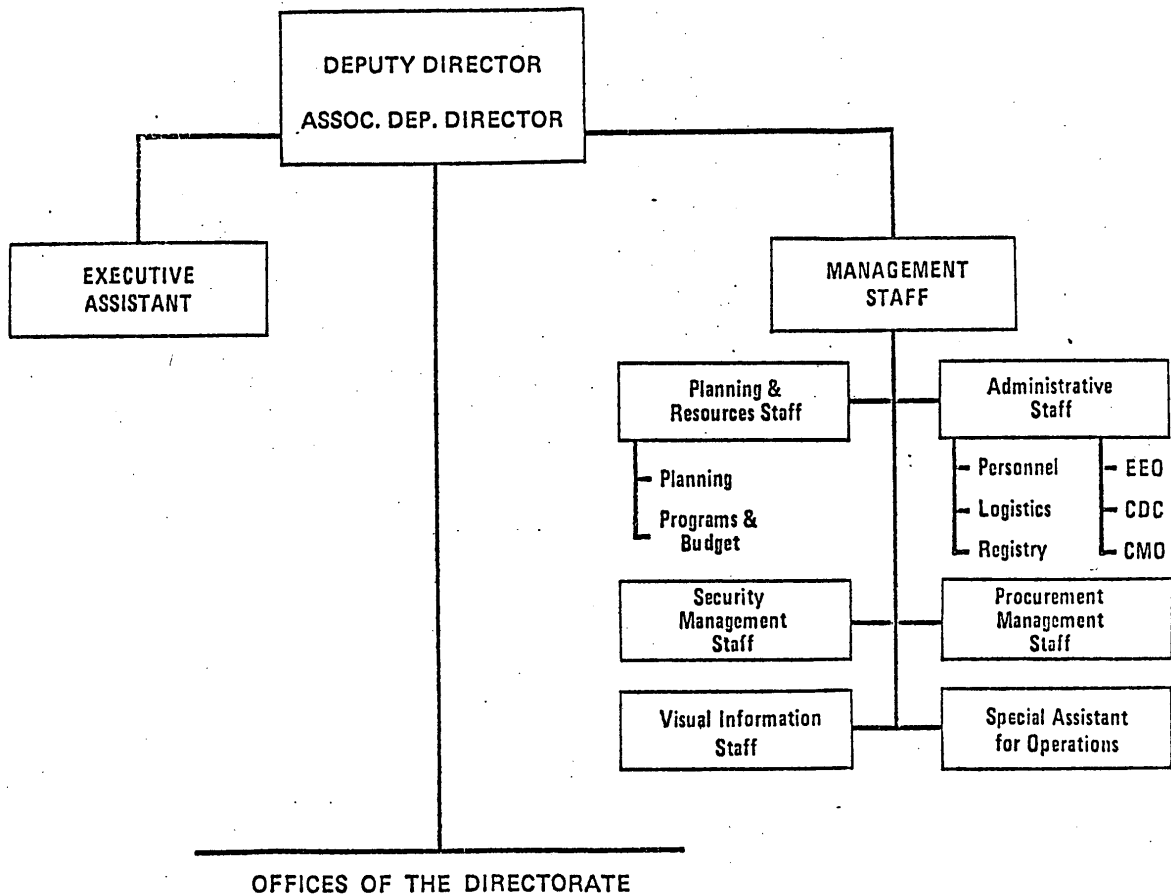 DEPUTY DIRECTOR
ASSOC. DEP. DIRECTOR
EXECUTIVE
ASSISTANT
MANAGEMENT
STAFF
Planning &
Resources Staff
Planning
Programs &
Budget
Administrative
Staff
Personnel
Logistics
Registry
EEO
CDC
CMO
Security
Management
Staff
Procurement
Management
Staff
Visual Information
Staff
Special Assistant
for Operations
OFFICES OF THE DIRECTORATE